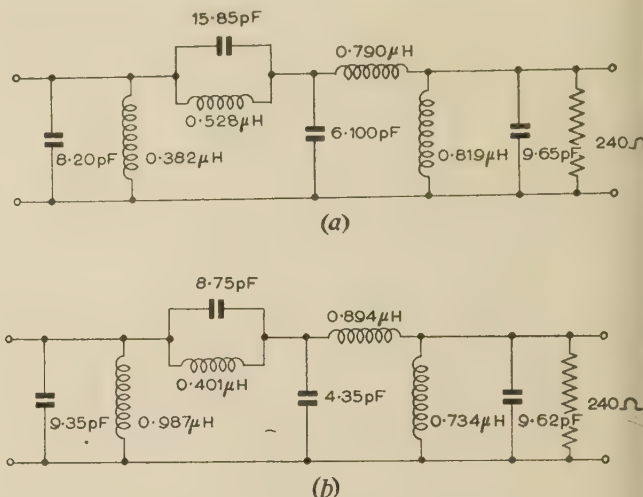 15·85pF
0·790μH
0·528μH
8·20pF
0·382μH
6·100pF
0·819μH
9·65pF
240Ω
(a)
8·75pF
0·894μH
0·401μH
9·35pF
0·987μH
4·35pF
0·734μH
9·62pF
240Ω
(b)